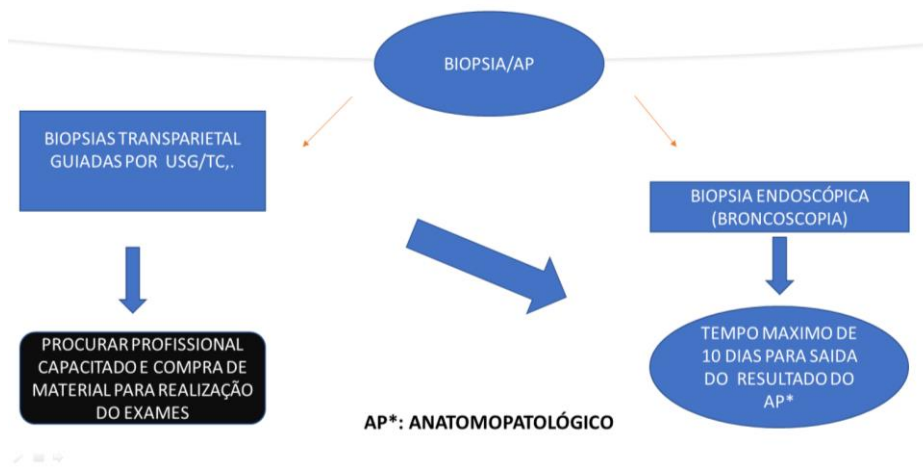 BIOPSIA/AP
BIOPSIAS TRANSPARIETAL
GUIADAS POR USG/TC,.
BIOPSIA ENDOSCÓPICA
(BRONCOSCOPIA)
PROCURAR PROFISSIONAL
CAPACITADO E COMPRA DE
MATERIAL PARA REALIZAÇÃO
DO EXAMES
TEMPO MAXIMO DE
10 DIAS PARA SAIDA
DO RESULTADO DO
AP*
AP*: ANATOMOPATOLÓGICO